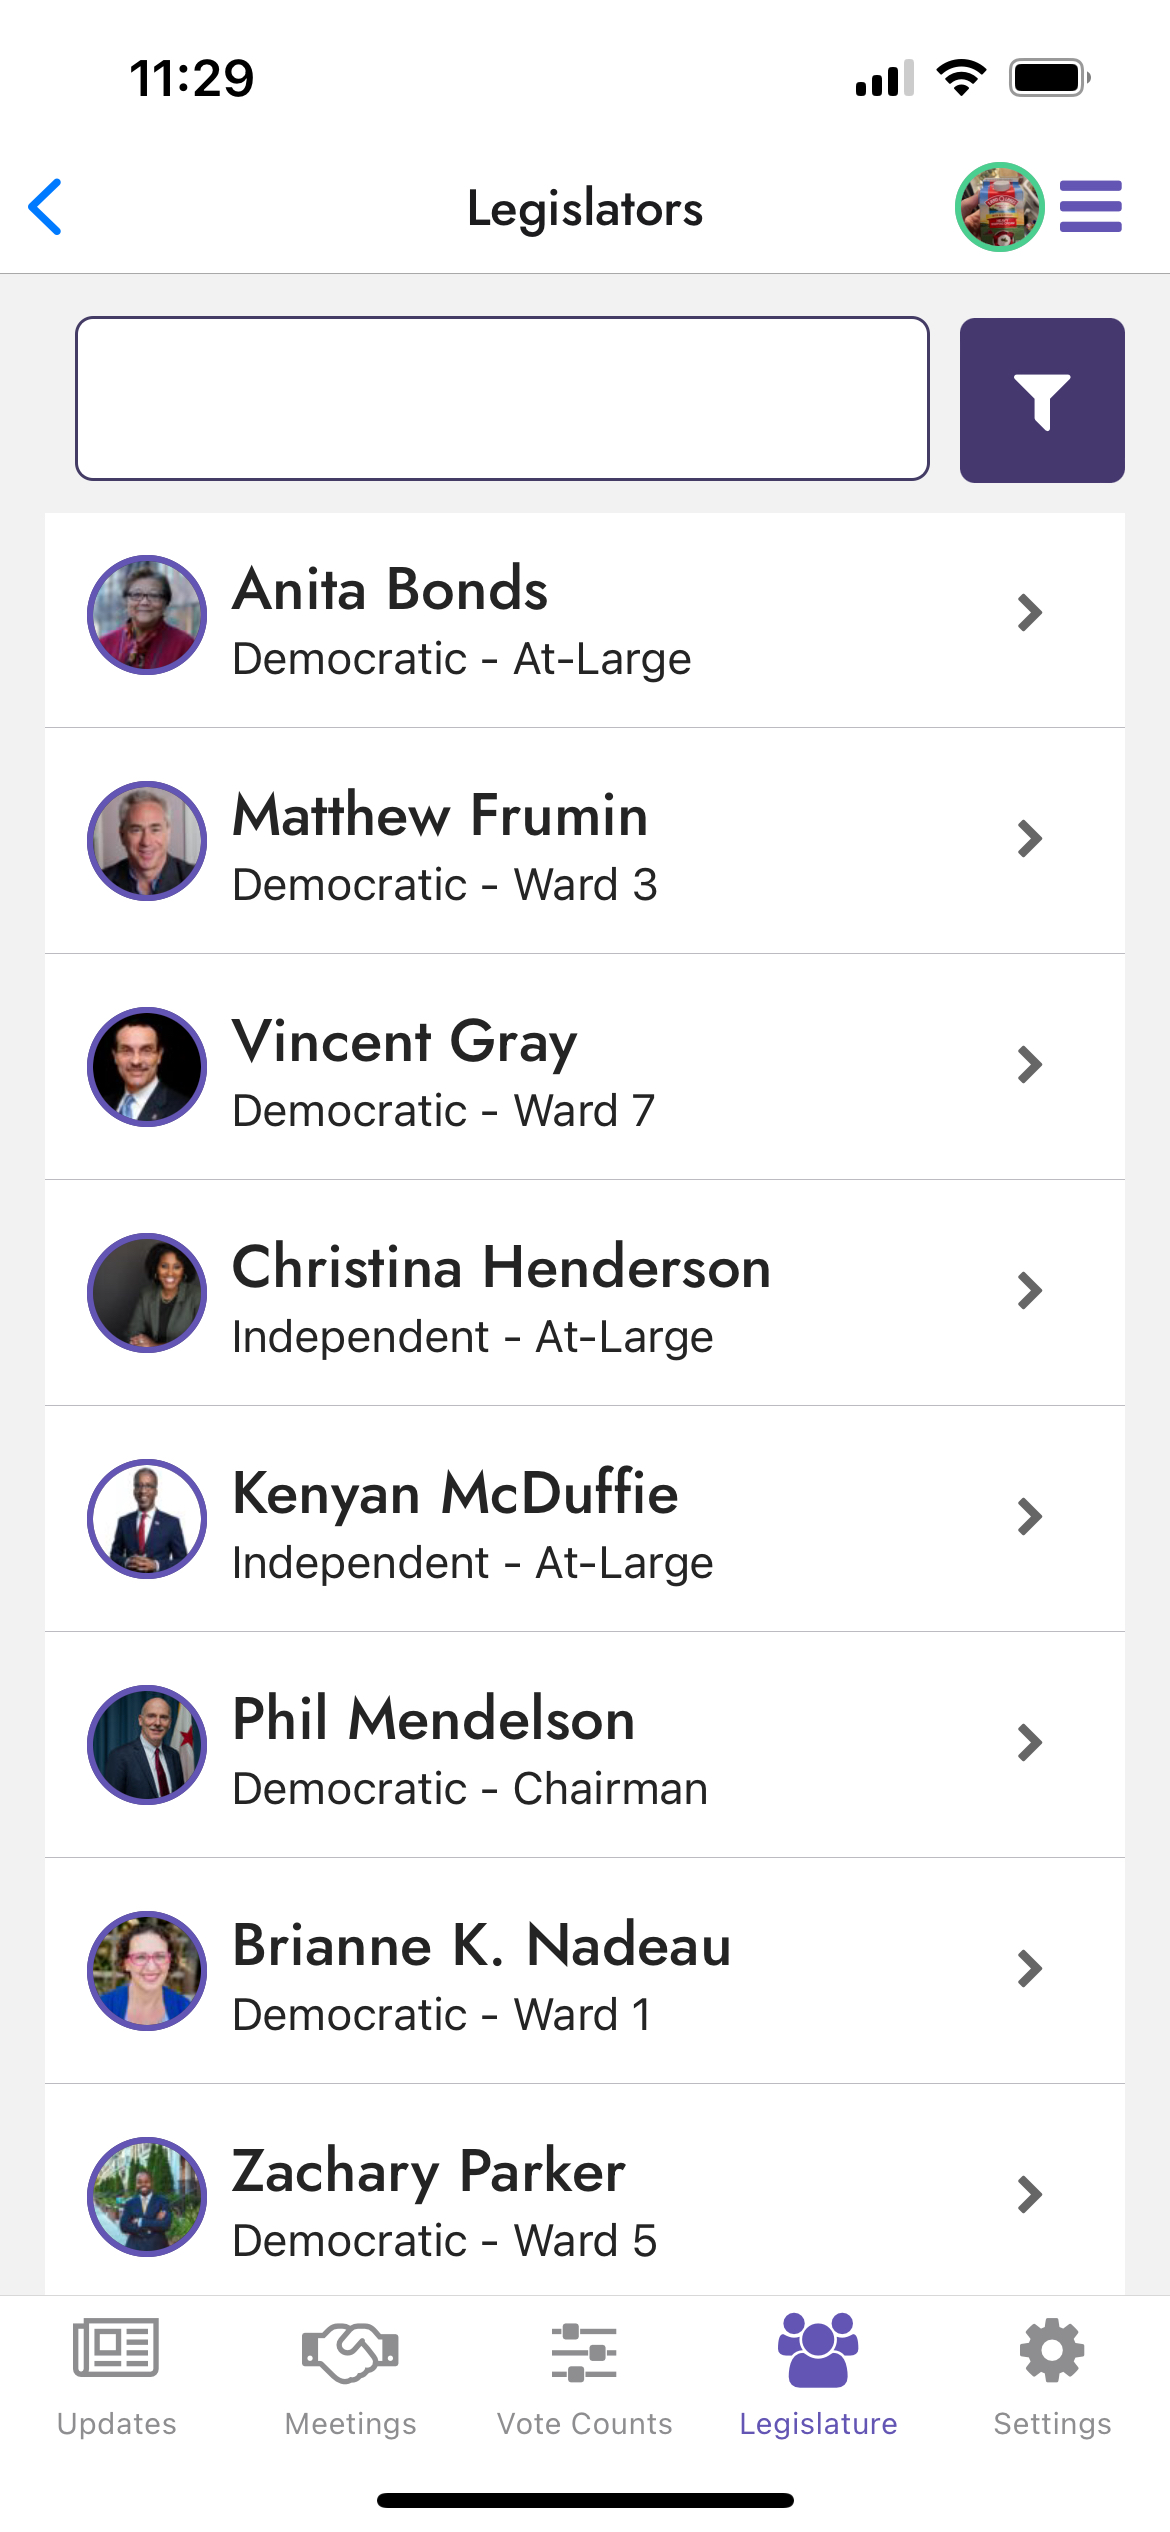 11:29
Legislators
Anita Bonds
Democratic - At-Large
Matthew Frumin
Democratic - Ward 3
Vincent Gray
Democratic - Ward 7
Christina Henderson
Independent - At-Large
Kenyan McDuffie
Independent - At-Large
Phil Mendelson
Democratic - Chairman
Brianne K. Nadeau
Democratic - Ward 1
Zachary Parker
Democratic - Ward 5
Updates
Meetings
Vote Counts
Legislature
Settings